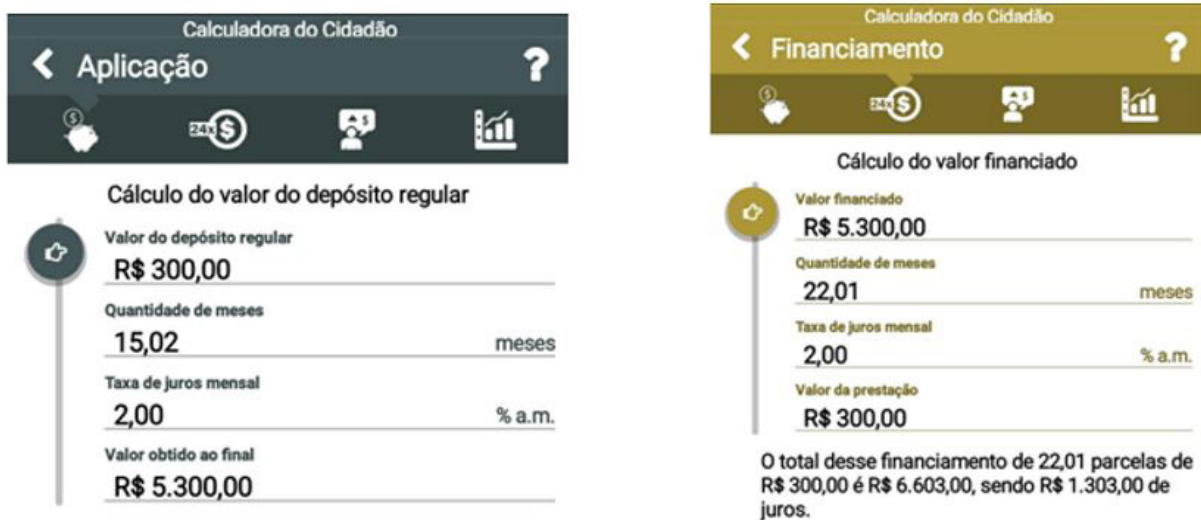 Calculadora do Cidadão
Aplicação
?
$
24x $
$
Cálculo do valor do depósito regular
Valor do depósito regular
R$ 300,00
Quantidade de meses
15,02 meses
Taxa de juros mensal
2,00 % a.m.
Valor obtido ao final
R$ 5.300,00
Calculadora do Cidadão
Financiamento
?
$
24x $
$
Cálculo do valor financiado
Valor financiado
R$ 5.300,00
Quantidade de meses
22,01 meses
Taxa de juros mensal
2,00 % a.m.
Valor da prestação
R$ 300,00
O total desse financiamento de 22,01 parcelas de
R$ 300,00 é R$ 6.603,00, sendo R$ 1.303,00 de
juros.